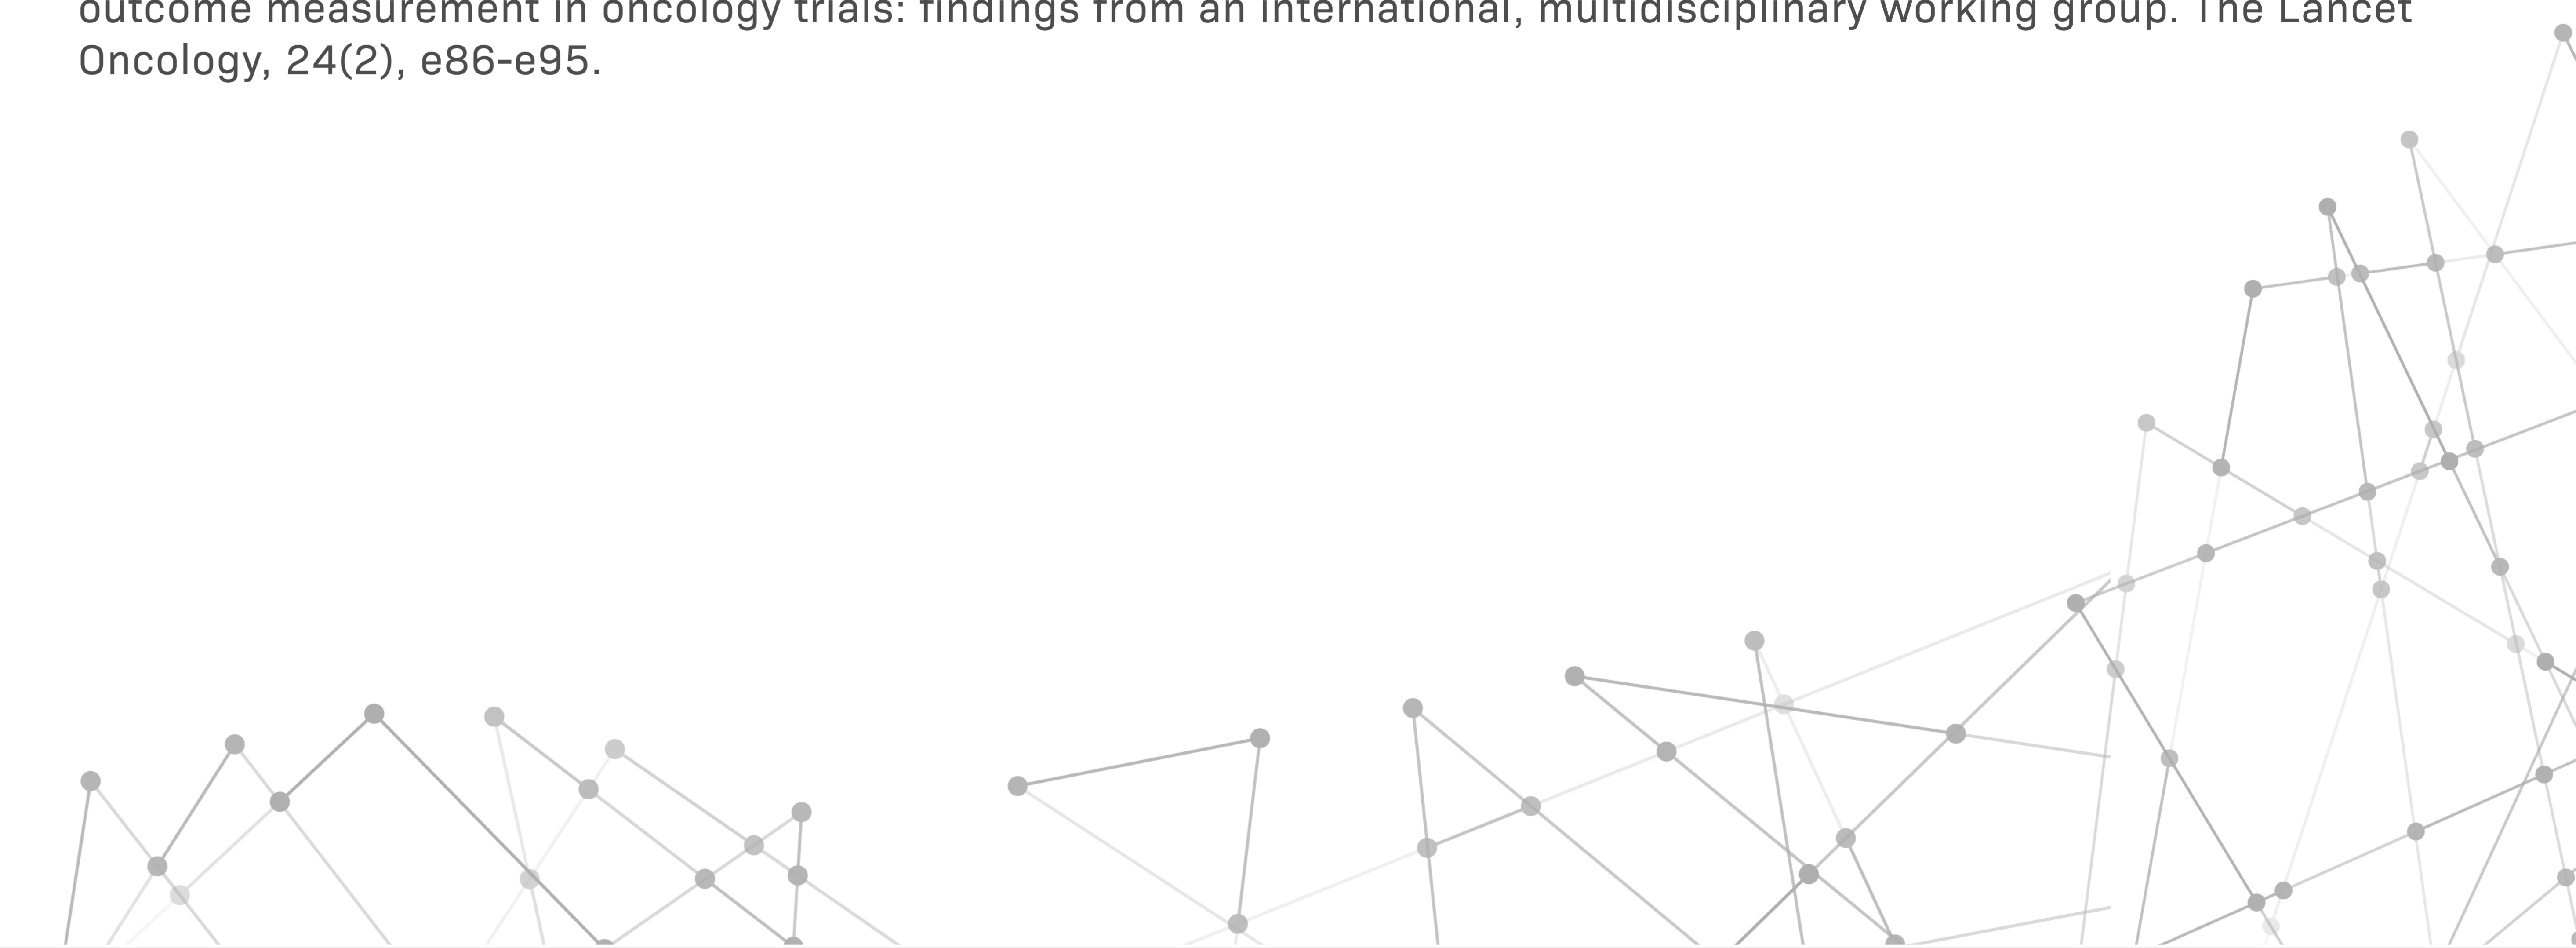 outcome measurement in oncology trials: findings from an international, multidisciplinary working group. The Lancet
Oncology, 24(2), e86-e95.